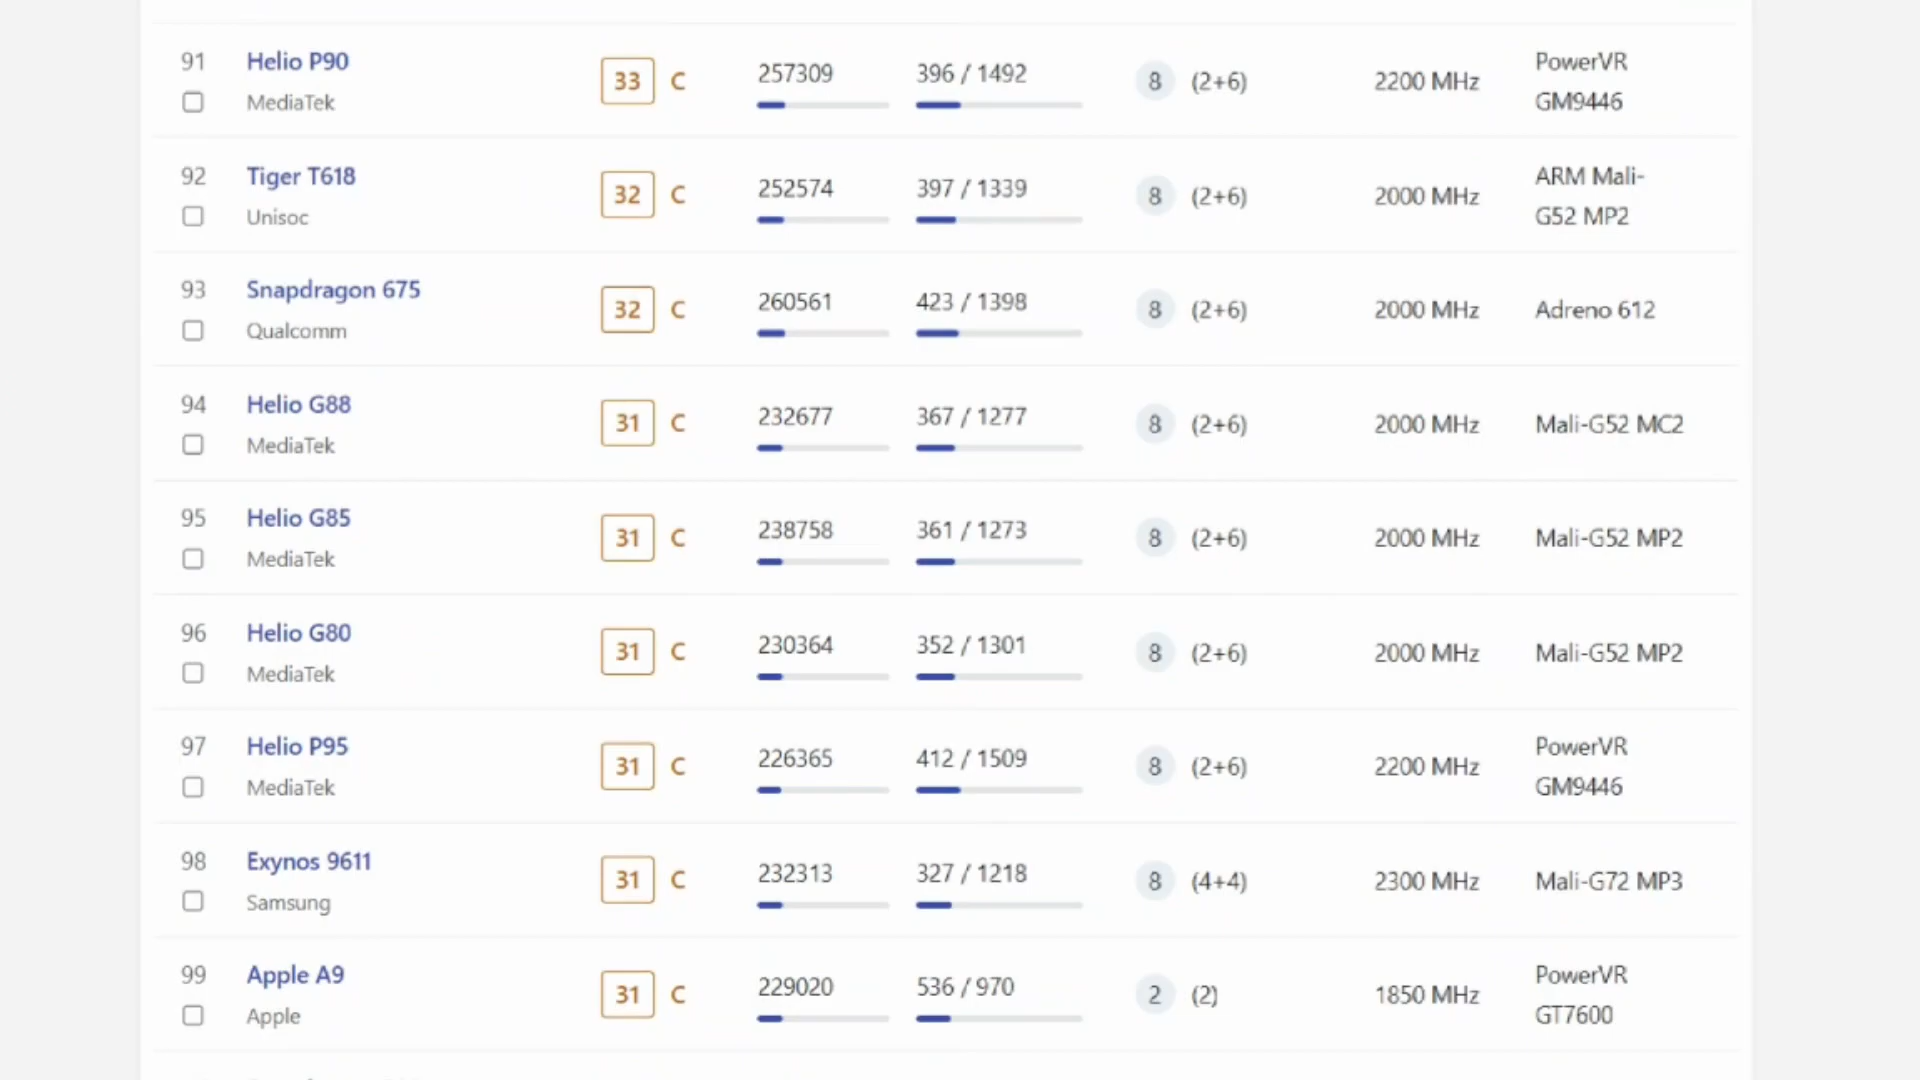 91 Helio P90 33 C 257309 396 / 1492 8 (2+6) 2200 MHz PowerVR
MediaTek GM9446
92 Tiger T618 32 C 252574 397 / 1339 8 (2+6) 2000 MHz ARM Mali-
Unisoc G52 MP2
93 Snapdragon 675 32 C 260561 423 / 1398 8 (2+6) 2000 MHz Adreno 612
Qualcomm
94 Helio G88 31 C 232677 367 / 1277 8 (2+6) 2000 MHz Mali-G52 MC2
MediaTek
95 Helio G85 31 C 238758 361 / 1273 8 (2+6) 2000 MHz Mali-G52 MP2
MediaTek
96 Helio G80 31 C 230364 352 / 1301 8 (2+6) 2000 MHz Mali-G52 MP2
MediaTek
97 Helio P95 31 C 226365 412 / 1509 8 (2+6) 2200 MHz PowerVR
MediaTek GM9446
98 Exynos 9611 31 C 232313 327 / 1218 8 (4+4) 2300 MHz Mali-G72 MP3
Samsung
99 Apple A9 31 C 229020 536 / 970 2 (2) 1850 MHz PowerVR
Apple GT7600